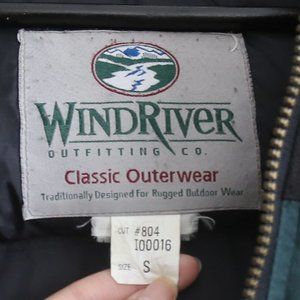 WINDRIVER
OUTFITTING CO.
Classic Outerwear
Traditionally Designed for Rugged Outdoor Wear
CUT #804
I00016
SIZE S